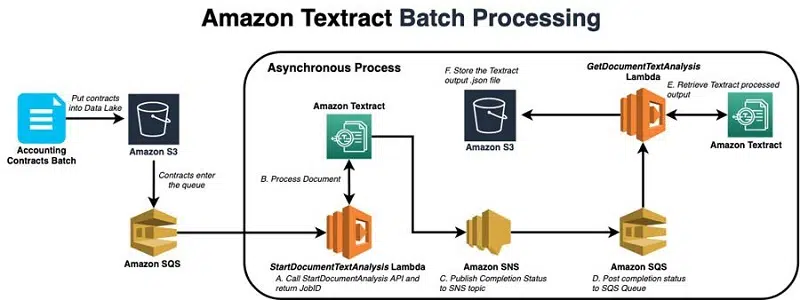 Amazon Textract Batch Processing
Asynchronous Process
Put contracts
into Data Lake
Accounting
Contracts Batch
Amazon S3
Contracts enter
the queue
Amazon SQS
Amazon Textract
B. Process Document
StartDocumentTextAnalysis Lambda
A. Call StartDocumentAnalysis API and
return JobID
Amazon SNS
C. Publish Completion Status
to SNS topic
Amazon SQS
D. Post completion status
to SQS Queue
GetDocumentTextAnalysis
Lambda
E. Retrieve Textract processed
output
Amazon Textract
F. Store the Textract
output .json file
Amazon S3